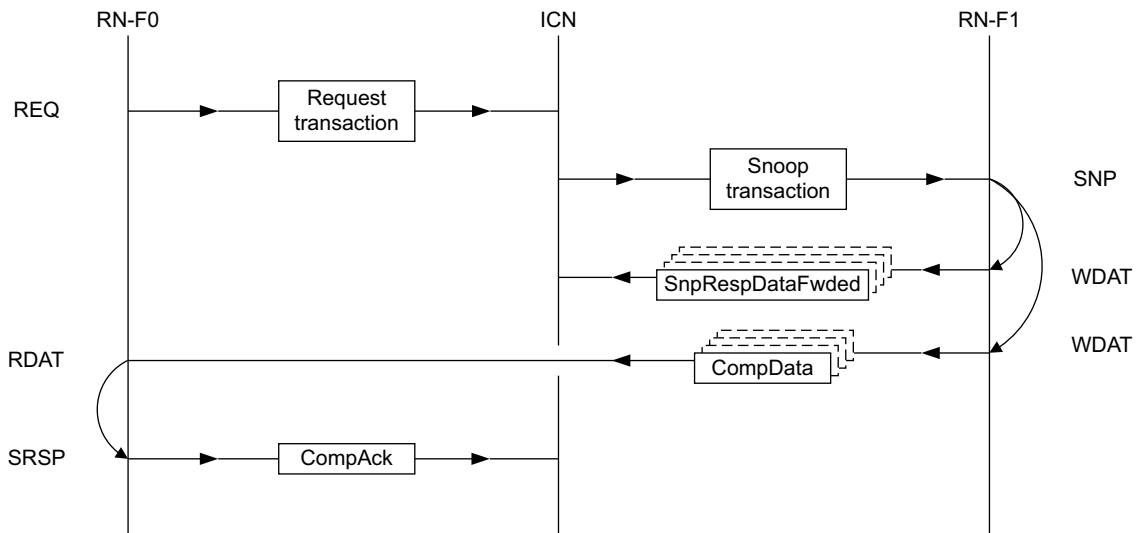 RN-F0
ICN
RN-F1
REQ
Request
transaction
Snoop
transaction
SNP
SnpRespDataFwded
WDAT
RDAT
CompData
WDAT
SRSP
CompAck